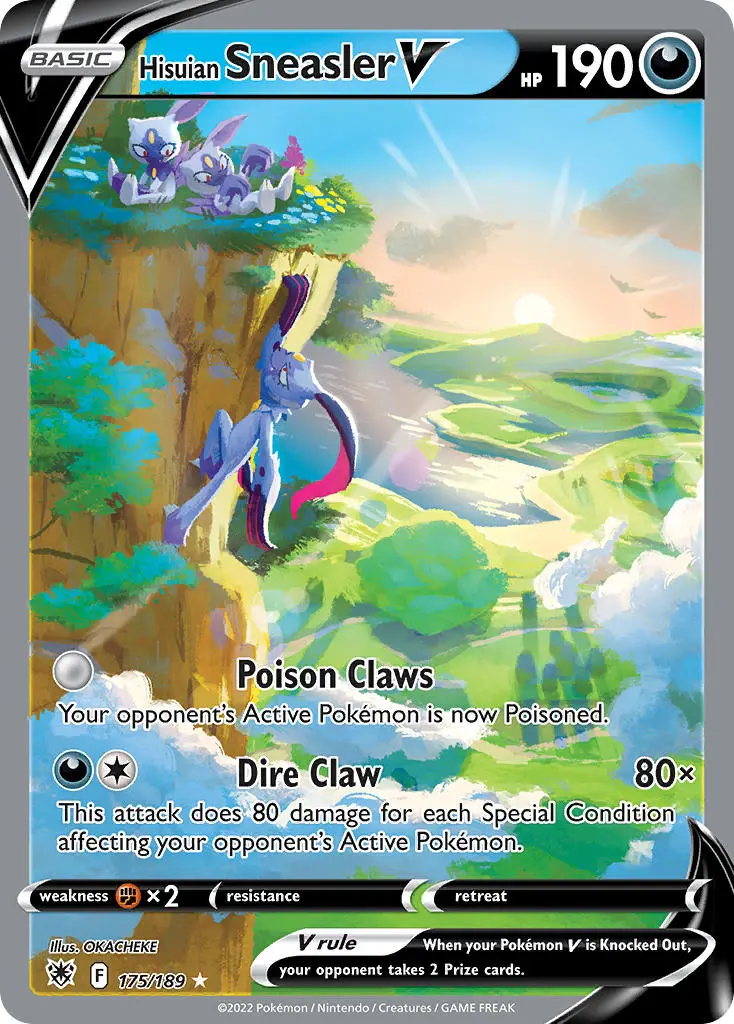 BASIC
Hisuian Sneasler V
HP 190
Poison Claws
Your opponent's Active Pokémon is now Poisoned.
Dire Claw 80×
This attack does 80 damage for each Special Condition
affecting your opponent's Active Pokémon.
weakness ×2 resistance retreat
Illus. OKACHEKE
V rule When your Pokémon V is Knocked Out,
your opponent takes 2 Prize cards.
F 175/189 ★
©2022 Pokémon / Nintendo / Creatures / GAME FREAK